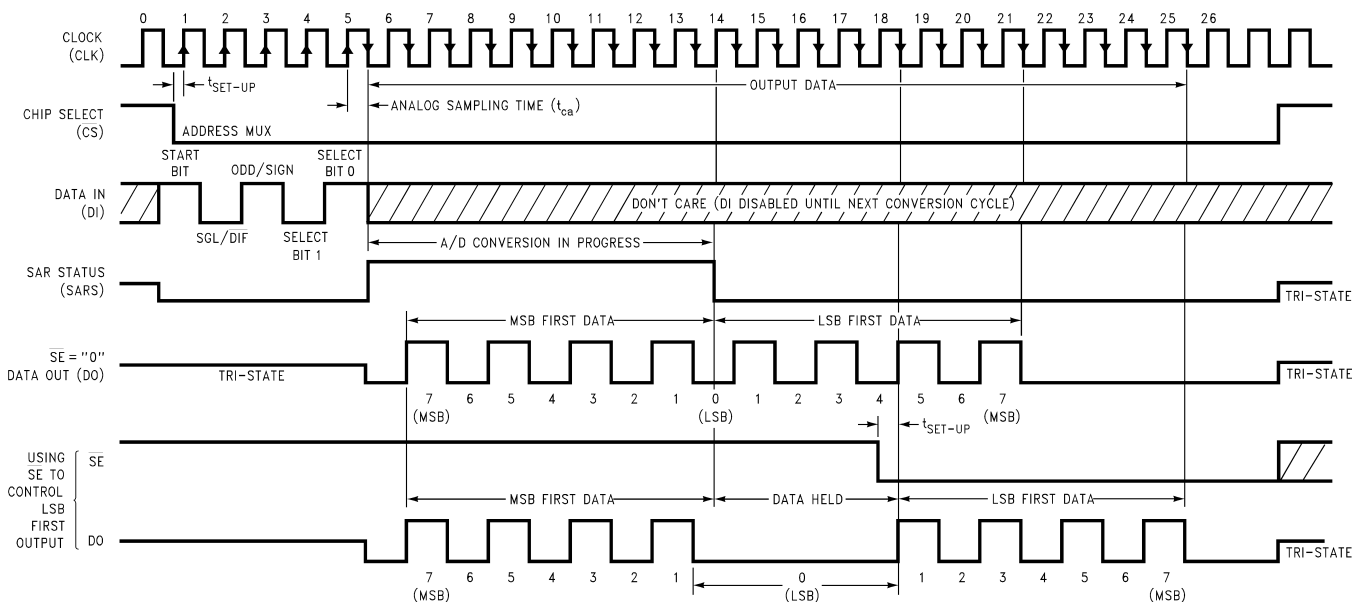 0 1 2 3 4 5 6 7 8 9 10 11 12 13 14 15 16 17 18 19 20 21 22 23 24 25 26
CLOCK
(CLK)
tSET-UP
OUTPUT DATA
ANALOG SAMPLING TIME (tca)
CHIP SELECT
(CS)
ADDRESS MUX
START
BIT
ODD/SIGN
SELECT
BIT 0
DATA IN
(DI)
DON'T CARE (DI DISABLED UNTIL NEXT CONVERSION CYCLE)
SGL/DIF
SELECT
BIT 1
A/D CONVERSION IN PROGRESS
SAR STATUS
(SARS)
TRI-STATE
MSB FIRST DATA
LSB FIRST DATA
SE = "0"
DATA OUT (DO)
TRI-STATE
TRI-STATE
7 6 5 4 3 2 1 0 1 2 3 4 5 6 7
(MSB) (LSB) (MSB)
tSET-UP
USING
SE TO
CONTROL
LSB
FIRST
OUTPUT
SE
MSB FIRST DATA
DATA HELD
LSB FIRST DATA
DO
TRI-STATE
7 6 5 4 3 2 1 0 1 2 3 4 5 6 7
(MSB) (LSB) (MSB)